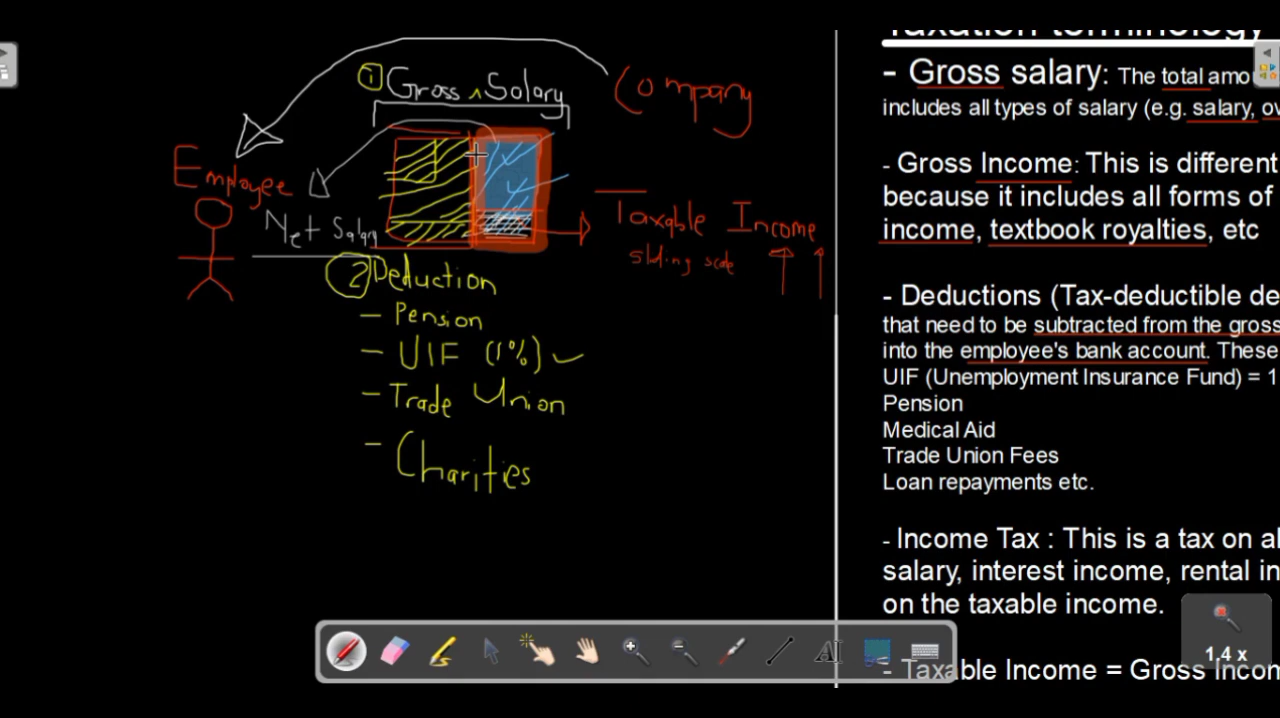 ① Gross ^ Salary
Company
Employee
Net Salary
Taxable Income
sliding scale
② Deduction
- Pension
- UIF (1%) ✓
- Trade Union
- Charities
Taxation terminology
- Gross salary: The total amo
includes all types of salary (e.g. salary, ov
- Gross Income: This is different
because it includes all forms of
income, textbook royalties, etc
- Deductions (Tax-deductible de
that need to be subtracted from the gross
into the employee's bank account. These
UIF (Unemployment Insurance Fund) = 1
Pension
Medical Aid
Trade Union Fees
Loan repayments etc.
- Income Tax : This is a tax on al
salary, interest income, rental in
on the taxable income.
- Taxable Income = Gross Incom
1,4 x